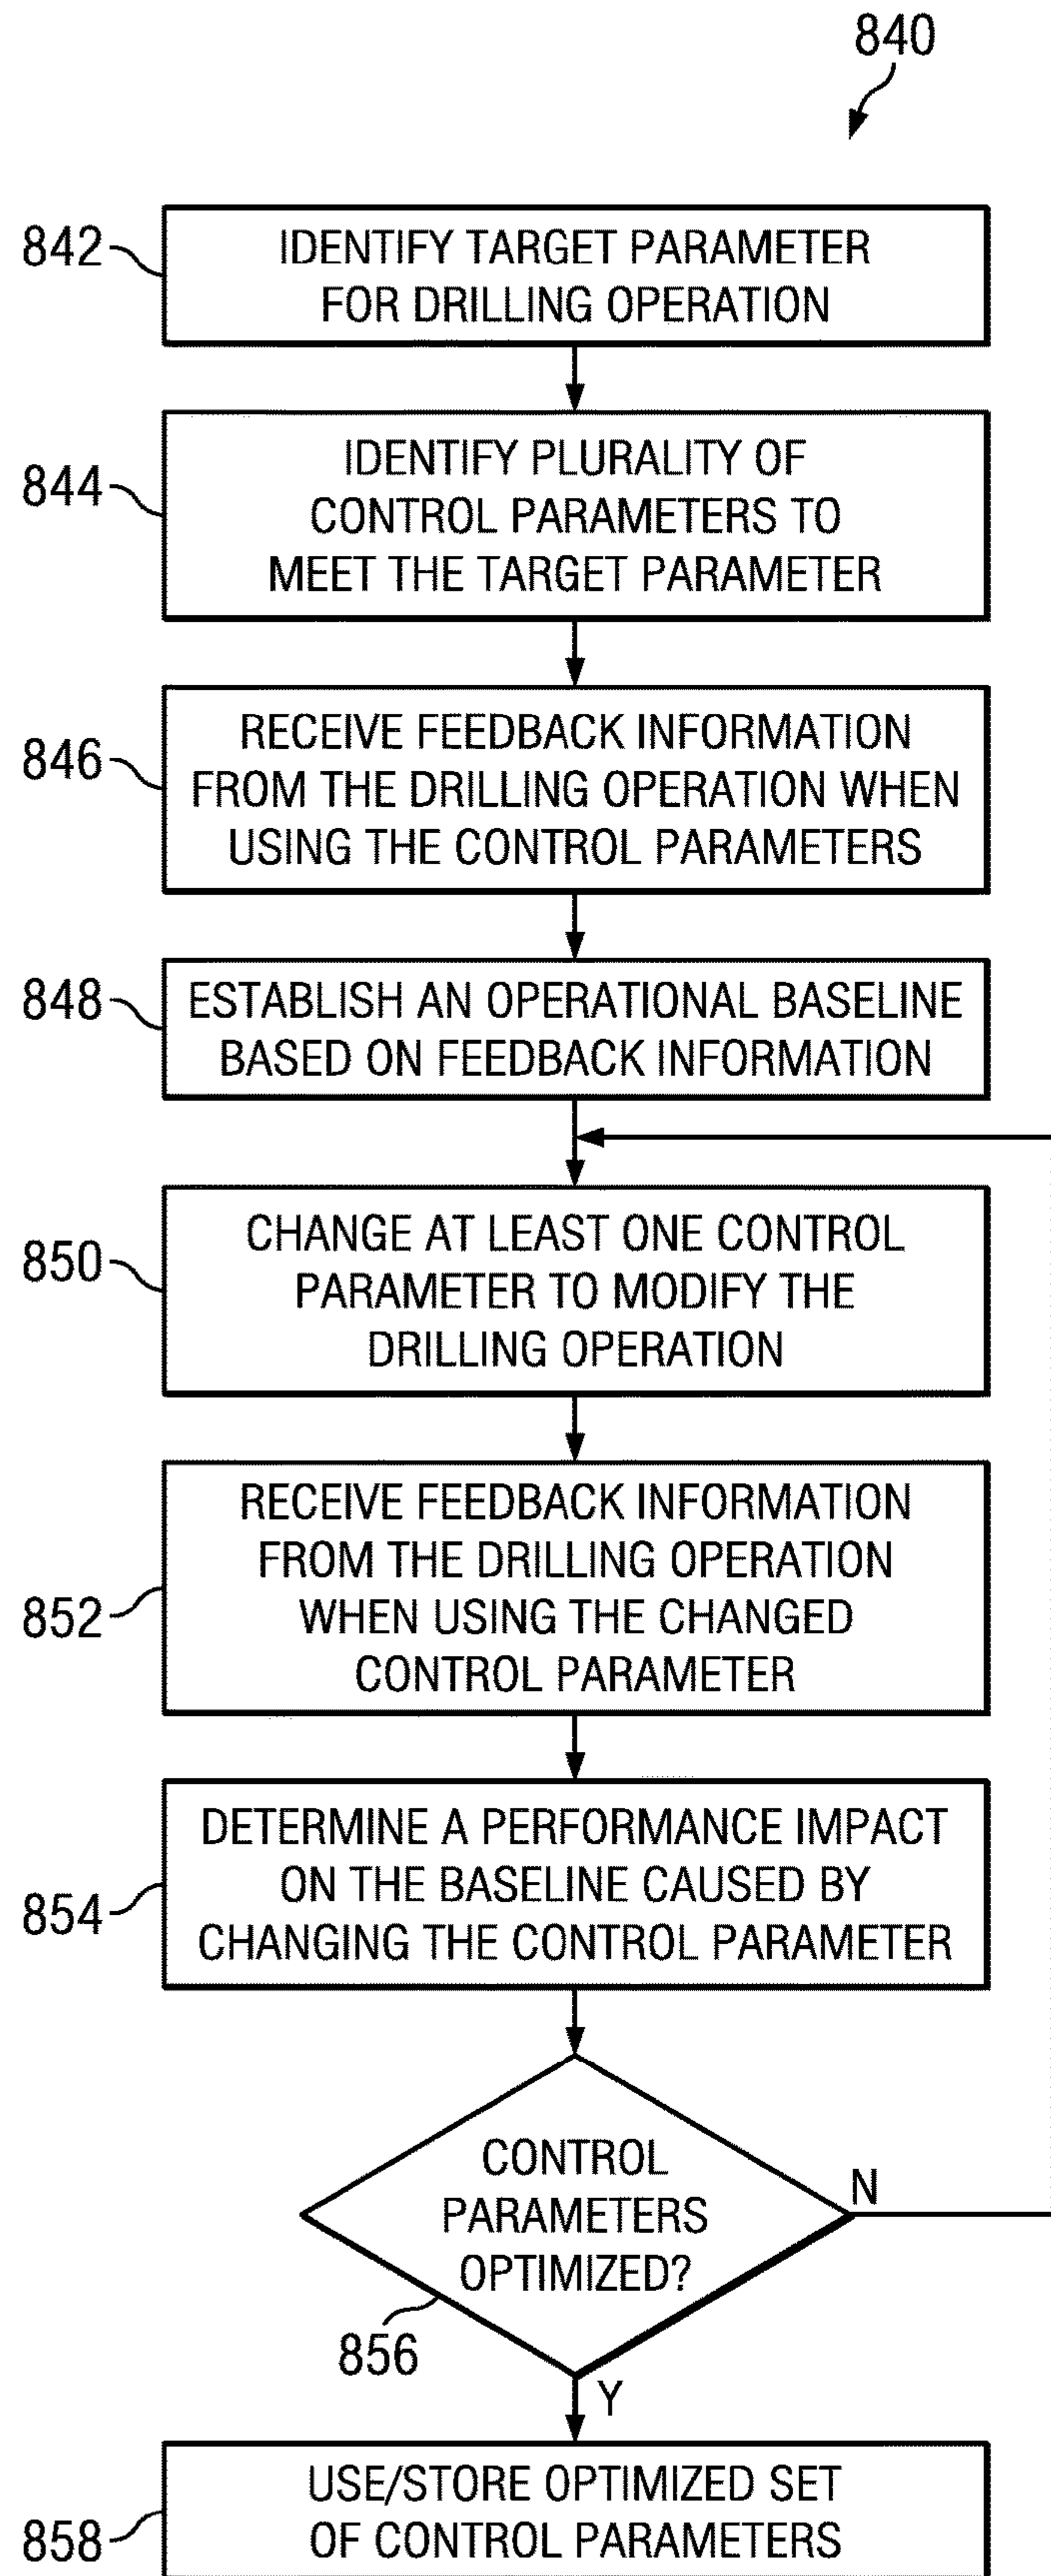 840
842
IDENTIFY TARGET PARAMETER
FOR DRILLING OPERATION
844
IDENTIFY PLURALITY OF
CONTROL PARAMETERS TO
MEET THE TARGET PARAMETER
846
RECEIVE FEEDBACK INFORMATION
FROM THE DRILLING OPERATION WHEN
USING THE CONTROL PARAMETERS
848
ESTABLISH AN OPERATIONAL BASELINE
BASED ON FEEDBACK INFORMATION
850
CHANGE AT LEAST ONE CONTROL
PARAMETER TO MODIFY THE
DRILLING OPERATION
852
RECEIVE FEEDBACK INFORMATION
FROM THE DRILLING OPERATION
WHEN USING THE CHANGED
CONTROL PARAMETER
854
DETERMINE A PERFORMANCE IMPACT
ON THE BASELINE CAUSED BY
CHANGING THE CONTROL PARAMETER
CONTROL
PARAMETERS
OPTIMIZED?
N
856
Y
858
USE/STORE OPTIMIZED SET
OF CONTROL PARAMETERS